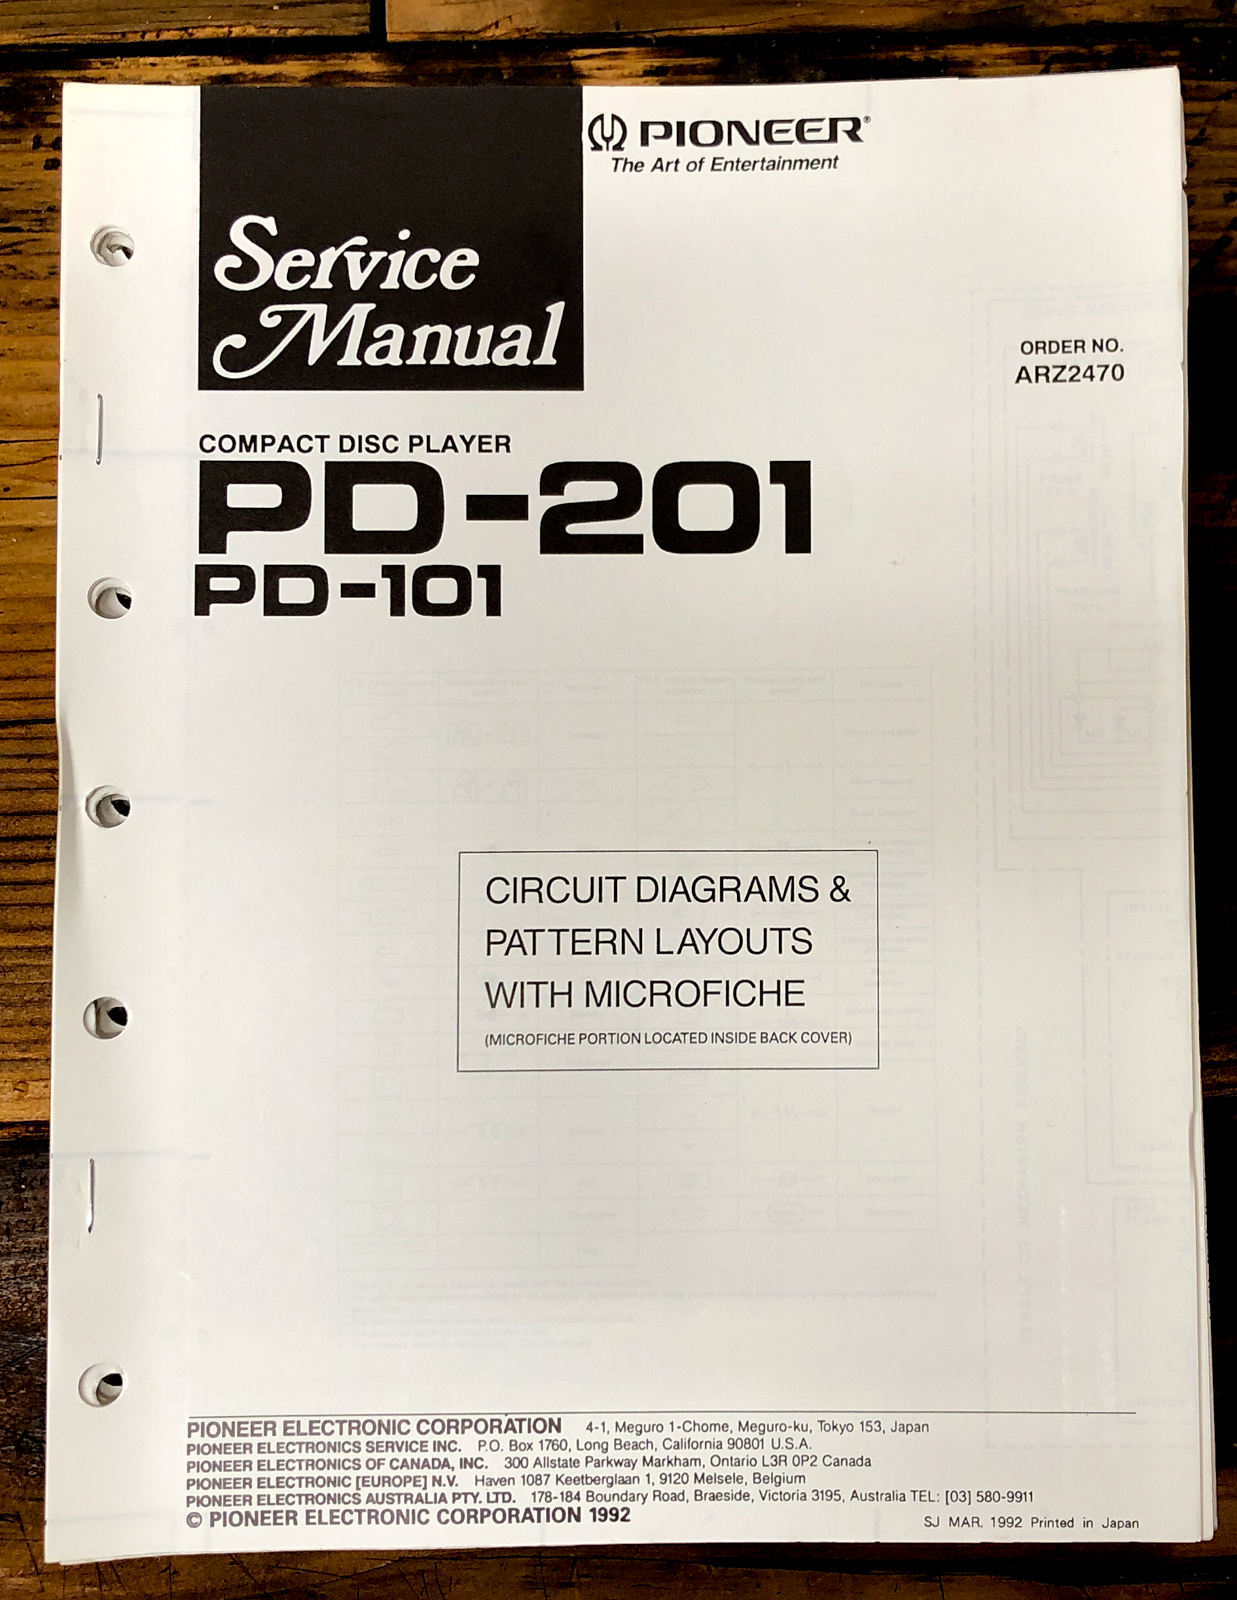 PIONEER®
The Art of Entertainment
Service
Manual
ORDER NO.
ARZ2470
COMPACT DISC PLAYER
PD-201
PD-101
CIRCUIT DIAGRAMS &
PATTERN LAYOUTS
WITH MICROFICHE
(MICROFICHE PORTION LOCATED INSIDE BACK COVER)
PIONEER ELECTRONIC CORPORATION 4-1, Meguro 1-Chome, Meguro-ku, Tokyo 153, Japan
PIONEER ELECTRONICS SERVICE INC. P.O. Box 1760, Long Beach, California 90801 U.S.A.
PIONEER ELECTRONICS OF CANADA, INC. 300 Allstate Parkway Markham, Ontario L3R 0P2 Canada
PIONEER ELECTRONIC [EUROPE] N.V. Haven 1087 Keetberglaan 1, 9120 Melsele, Belgium
PIONEER ELECTRONICS AUSTRALIA PTY. LTD. 178-184 Boundary Road, Braeside, Victoria 3195, Australia TEL: [03] 580-9911
© PIONEER ELECTRONIC CORPORATION 1992
SJ MAR. 1992 Printed in Japan